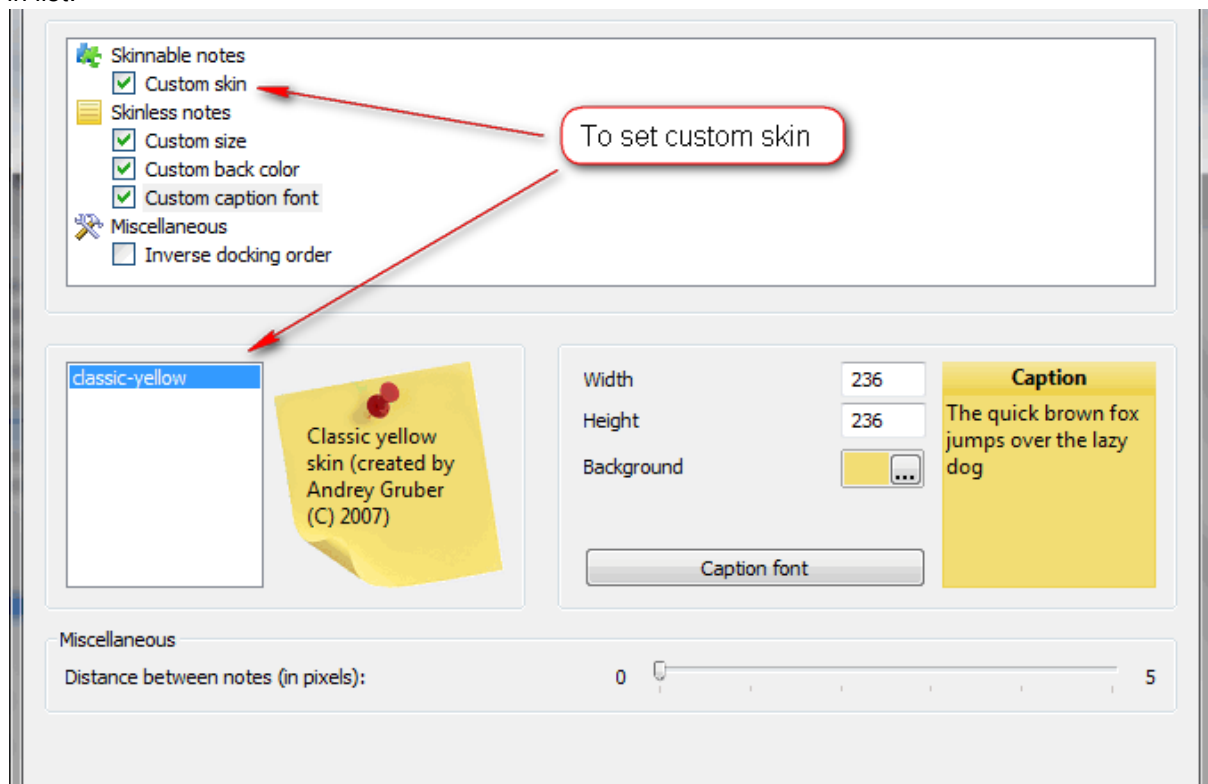 in list.
Skinnable notes
Custom skin
Skinless notes
Custom size
Custom back color
Custom caption font
Miscellaneous
Inverse docking order
To set custom skin
classic-yellow
Classic yellow
skin (created by
Andrey Gruber
(C) 2007)
Width 236
Height 236
Background ...
Caption font
Caption
The quick brown fox
jumps over the lazy
dog
Miscellaneous
Distance between notes (in pixels): 0 5